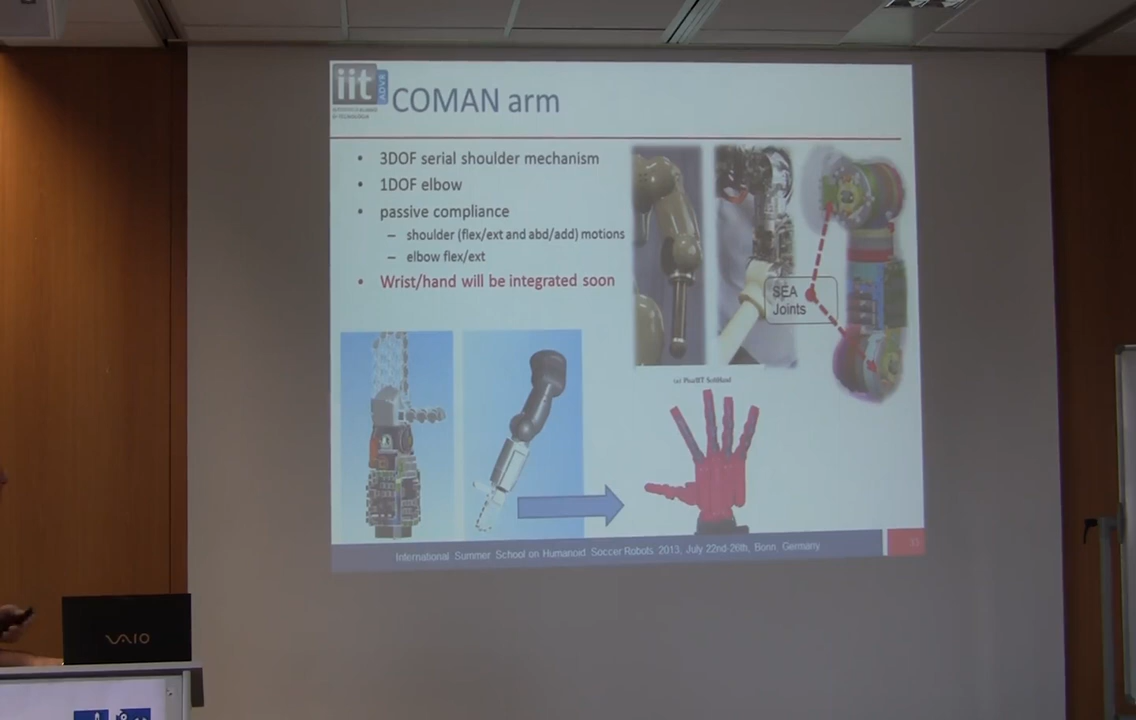 iit
ADVR
COMAN arm
• 3DOF serial shoulder mechanism
• 1DOF elbow
• passive compliance
– shoulder (flex/ext and abd/add) motions
– elbow flex/ext
• Wrist/hand will be integrated soon
SEA
Joints
International Summer School on Humanoid Soccer Robots 2013, July 22nd-26th, Bonn, Germany
VAIO